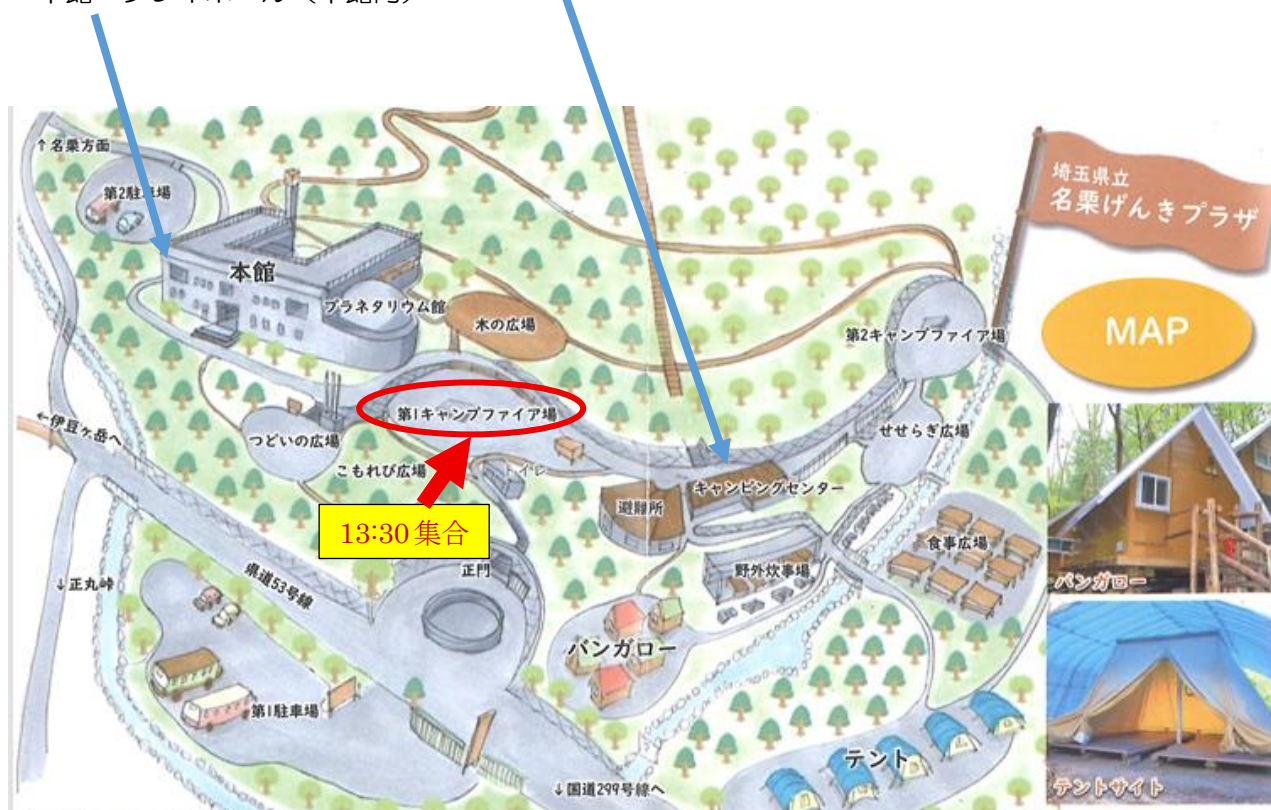 ↑名栗方面
第2駐車場
埼玉県立
名栗げんきプラザ
本館
プラネタリウム館
木の広場
第2キャンプファイア場
MAP
←伊豆ヶ岳へ
第1キャンプファイア場
つどいの広場
せせらぎ広場
こもれび広場
トイレ
キャンピングセンター
避難所
13:30 集合
食事広場
↓正丸峠
県道53号線
正門
野外炊事場
バンガロー
バンガロー
第1駐車場
テント
↓国道299号線へ
テントサイト